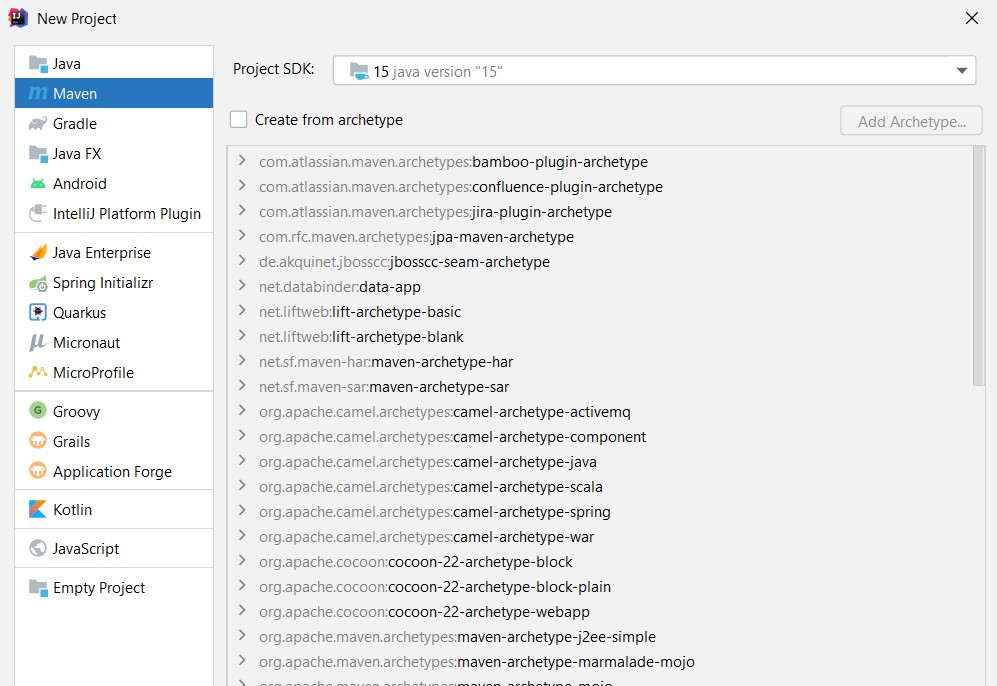 New Project
Java
Maven
Gradle
Java FX
Android
IntelliJ Platform Plugin
Java Enterprise
Spring Initializr
Quarkus
Micronaut
MicroProfile
Groovy
Grails
Application Forge
Kotlin
JavaScript
Empty Project
Project SDK: 15 java version "15"
Create from archetype
Add Archetype...
com.atlassian.maven.archetypes:bamboo-plugin-archetype
com.atlassian.maven.archetypes:confluence-plugin-archetype
com.atlassian.maven.archetypes:jira-plugin-archetype
com.rfc.maven.archetypes:jpa-maven-archetype
de.akquinet.jbosscc:jbosscc-seam-archetype
net.databinder:data-app
net.liftweb:lift-archetype-basic
net.liftweb:lift-archetype-blank
net.sf.maven-har:maven-archetype-har
net.sf.maven-sar:maven-archetype-sar
org.apache.camel.archetypes:camel-archetype-activemq
org.apache.camel.archetypes:camel-archetype-component
org.apache.camel.archetypes:camel-archetype-java
org.apache.camel.archetypes:camel-archetype-scala
org.apache.camel.archetypes:camel-archetype-spring
org.apache.camel.archetypes:camel-archetype-war
org.apache.cocoon:cocoon-22-archetype-block
org.apache.cocoon:cocoon-22-archetype-block-plain
org.apache.cocoon:cocoon-22-archetype-webapp
org.apache.maven.archetypes:maven-archetype-j2ee-simple
org.apache.maven.archetypes:maven-archetype-marmalade-mojo
org.apache.maven.archetypes:maven-archetype-mojo